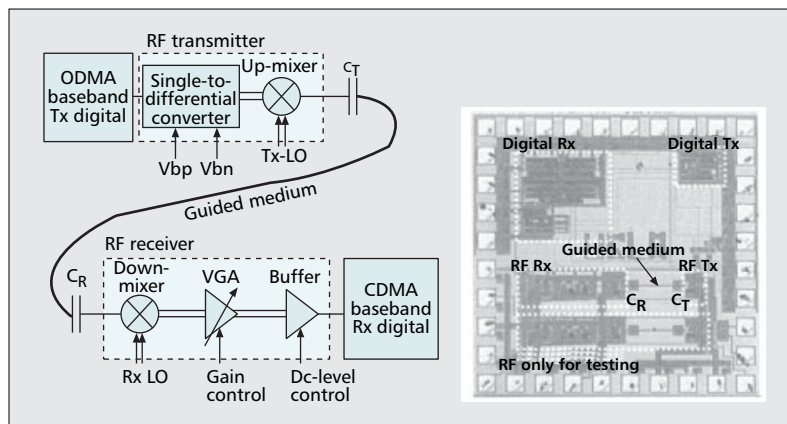 RF transmitter
ODMA
baseband
Tx digital
Single-to-
differential
converter
Up-mixer
CT
Vbp
Vbn
Tx-LO
Guided medium
RF receiver
CR
Down-
mixer
VGA
Buffer
CDMA
baseband
Rx digital
Rx LO
Gain
control
Dc-level
control
Digital Rx
Digital Tx
Guided medium
RF Rx
RF Tx
CR
CT
RF only for testing